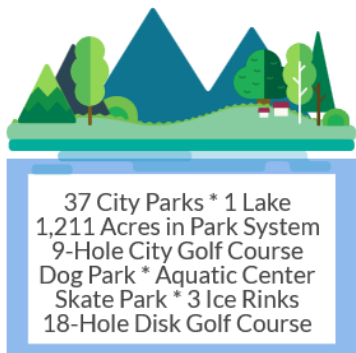 37 City Parks * 1 Lake
1,211 Acres in Park System
9-Hole City Golf Course
Dog Park * Aquatic Center
Skate Park * 3 Ice Rinks
18-Hole Disk Golf Course